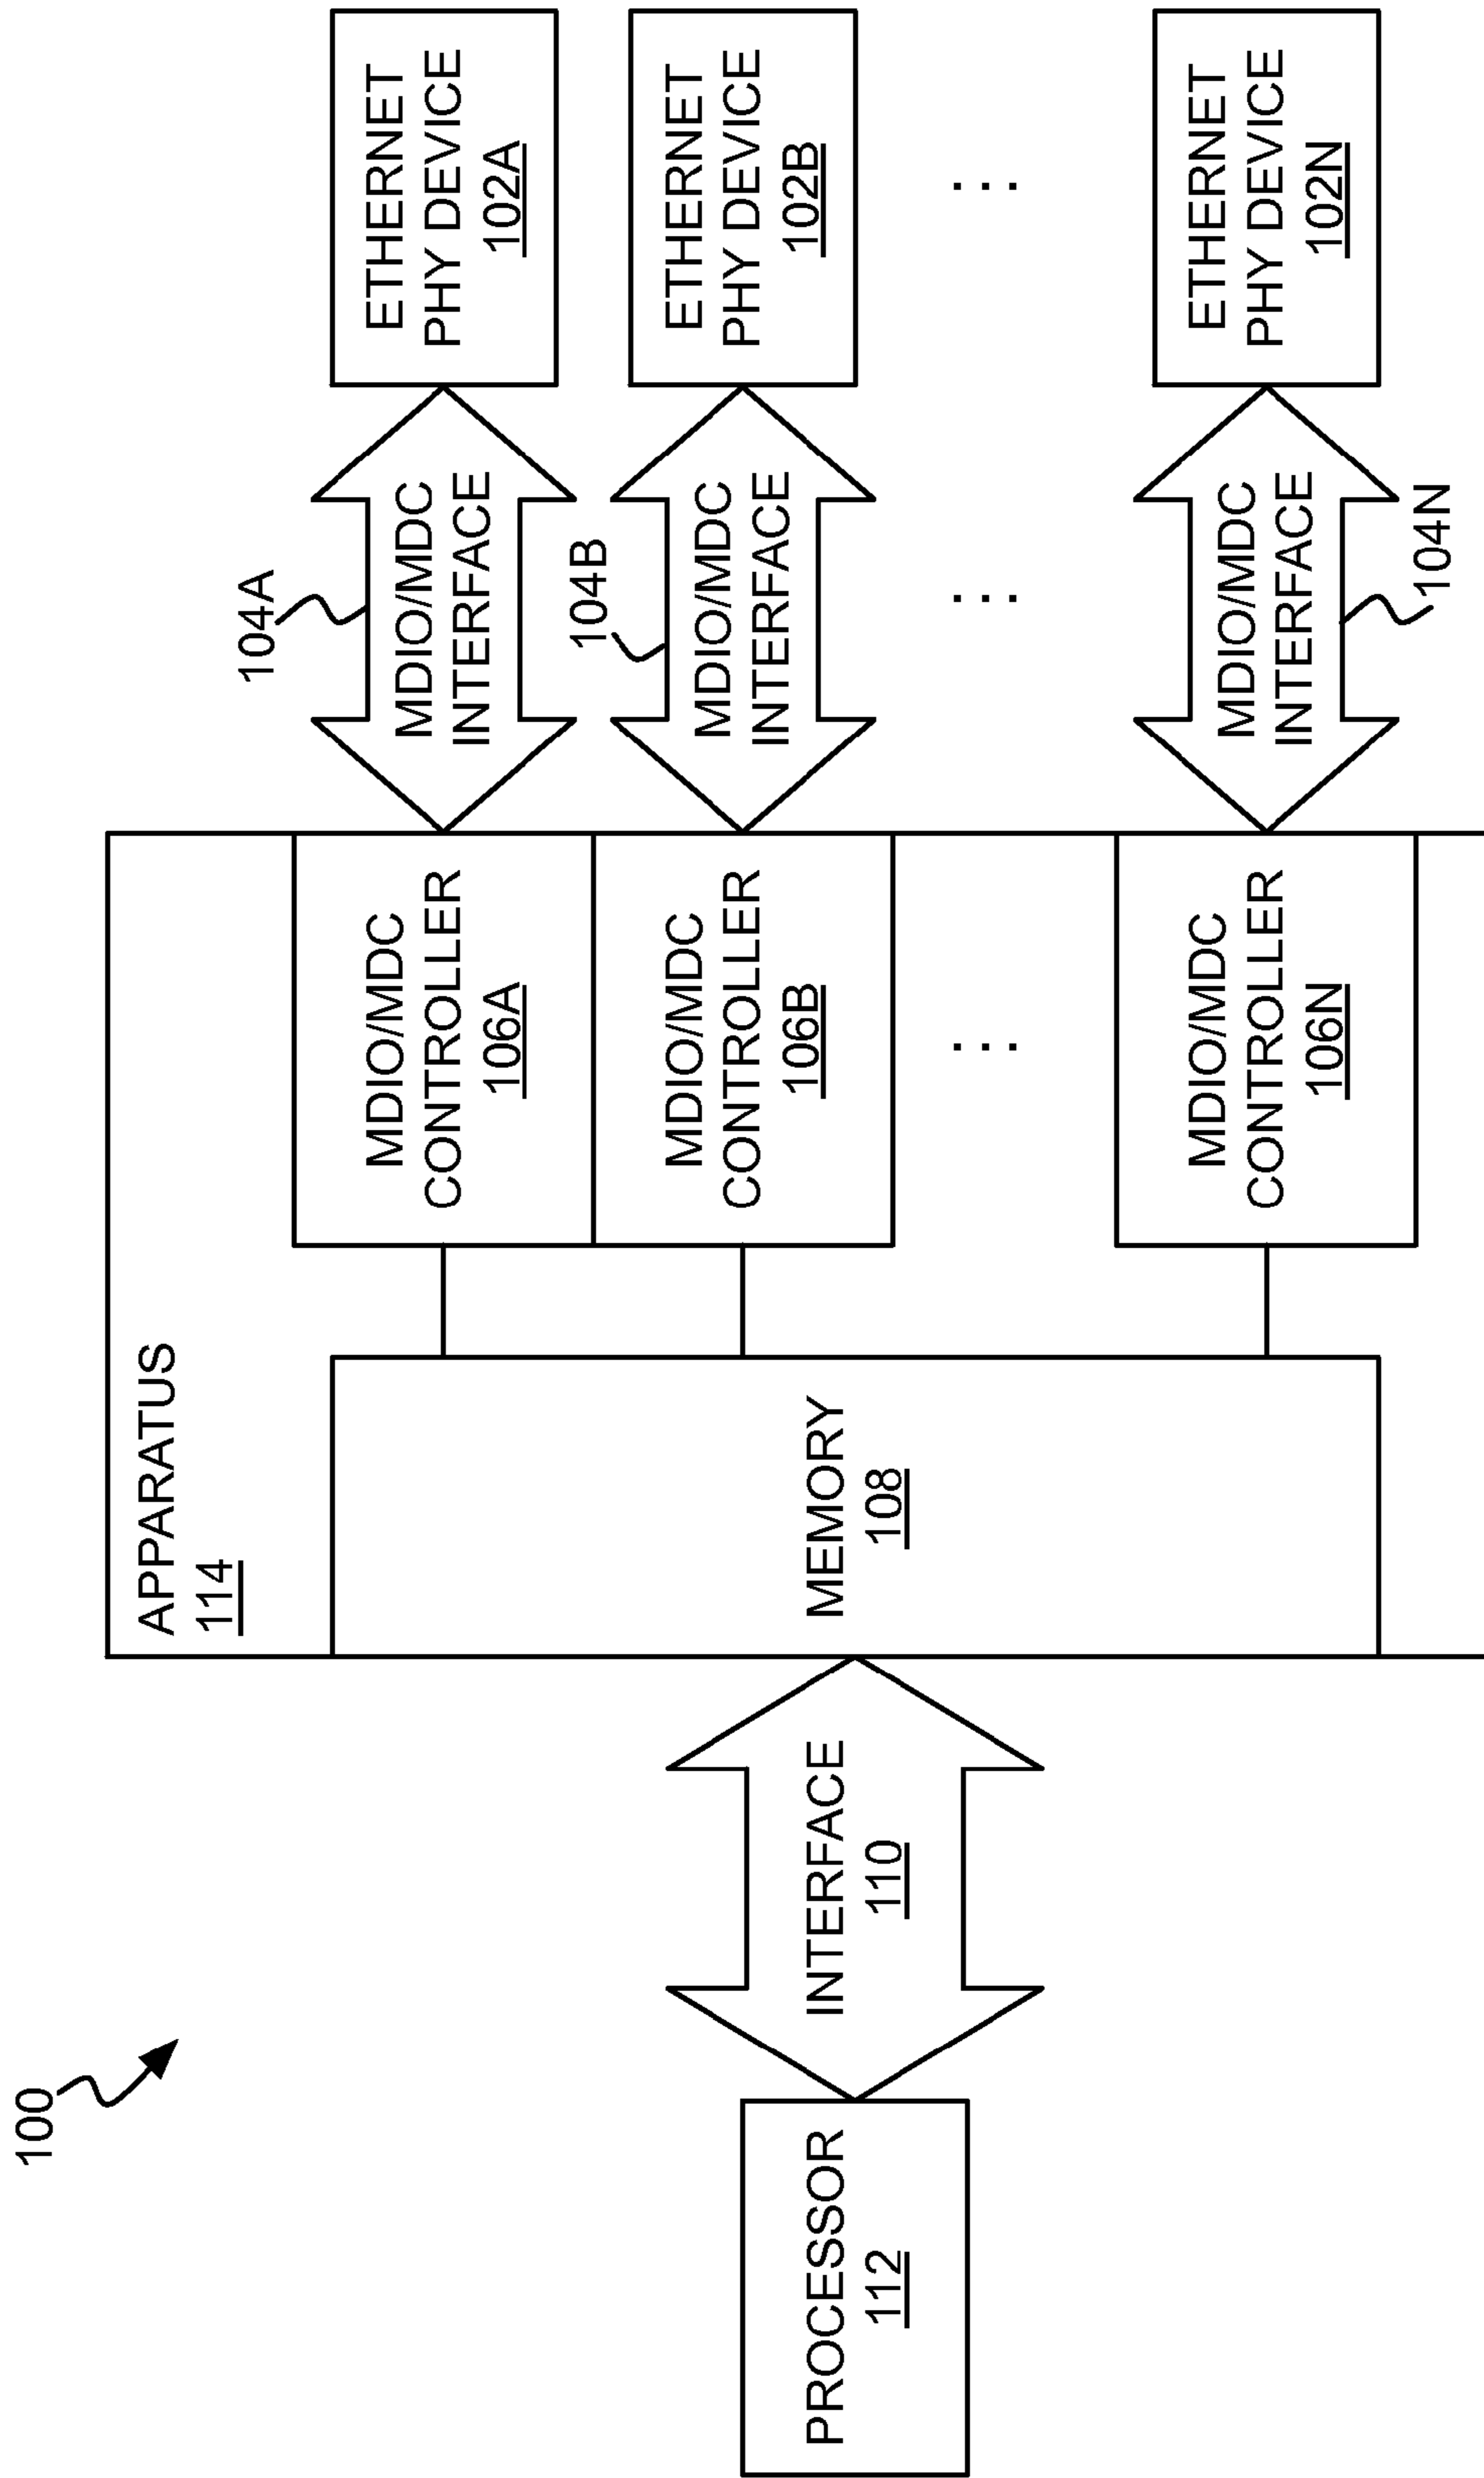 100
PROCESSOR
112
INTERFACE
110
APPARATUS
114
MEMORY
108
MDIO/MDC
CONTROLLER
106A
MDIO/MDC
CONTROLLER
106B
...
MDIO/MDC
CONTROLLER
106N
104A
MDIO/MDC
INTERFACE
104B
MDIO/MDC
INTERFACE
...
MDIO/MDC
INTERFACE
104N
ETHERNET
PHY DEVICE
102A
ETHERNET
PHY DEVICE
102B
...
ETHERNET
PHY DEVICE
102N